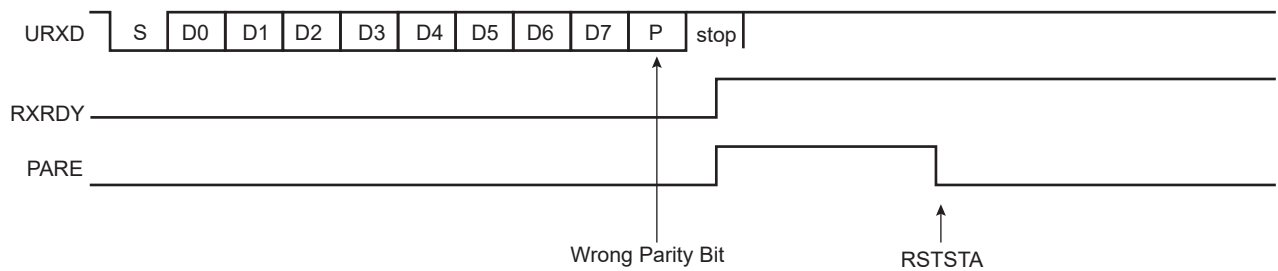 URXD S D0 D1 D2 D3 D4 D5 D6 D7 P stop
RXRDY
PARE
Wrong Parity Bit RSTSTA